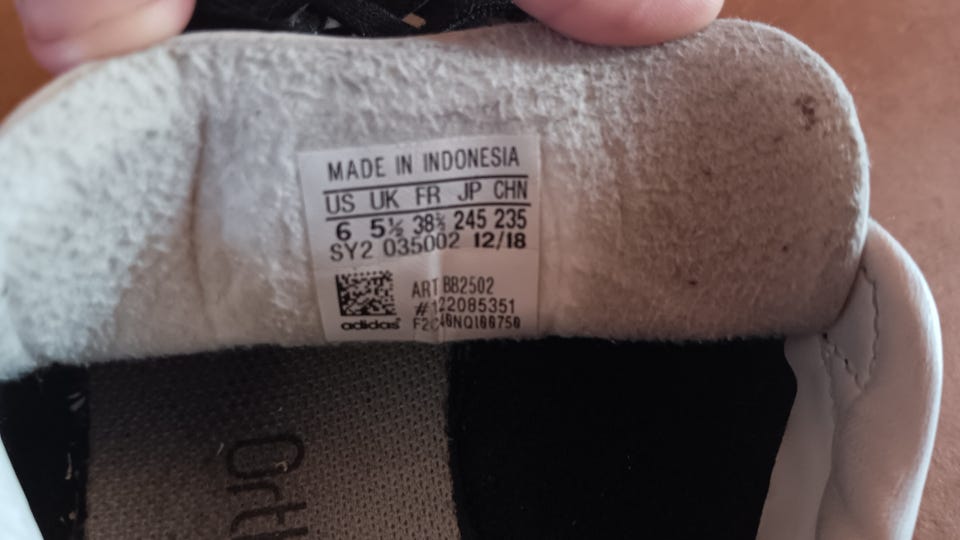 MADE IN INDONESIA
US UK FR JP CHN
6 5½ 38⅔ 245 235
SY2 035002 12/18
ART BB2502
#122085351
adidas
Orth